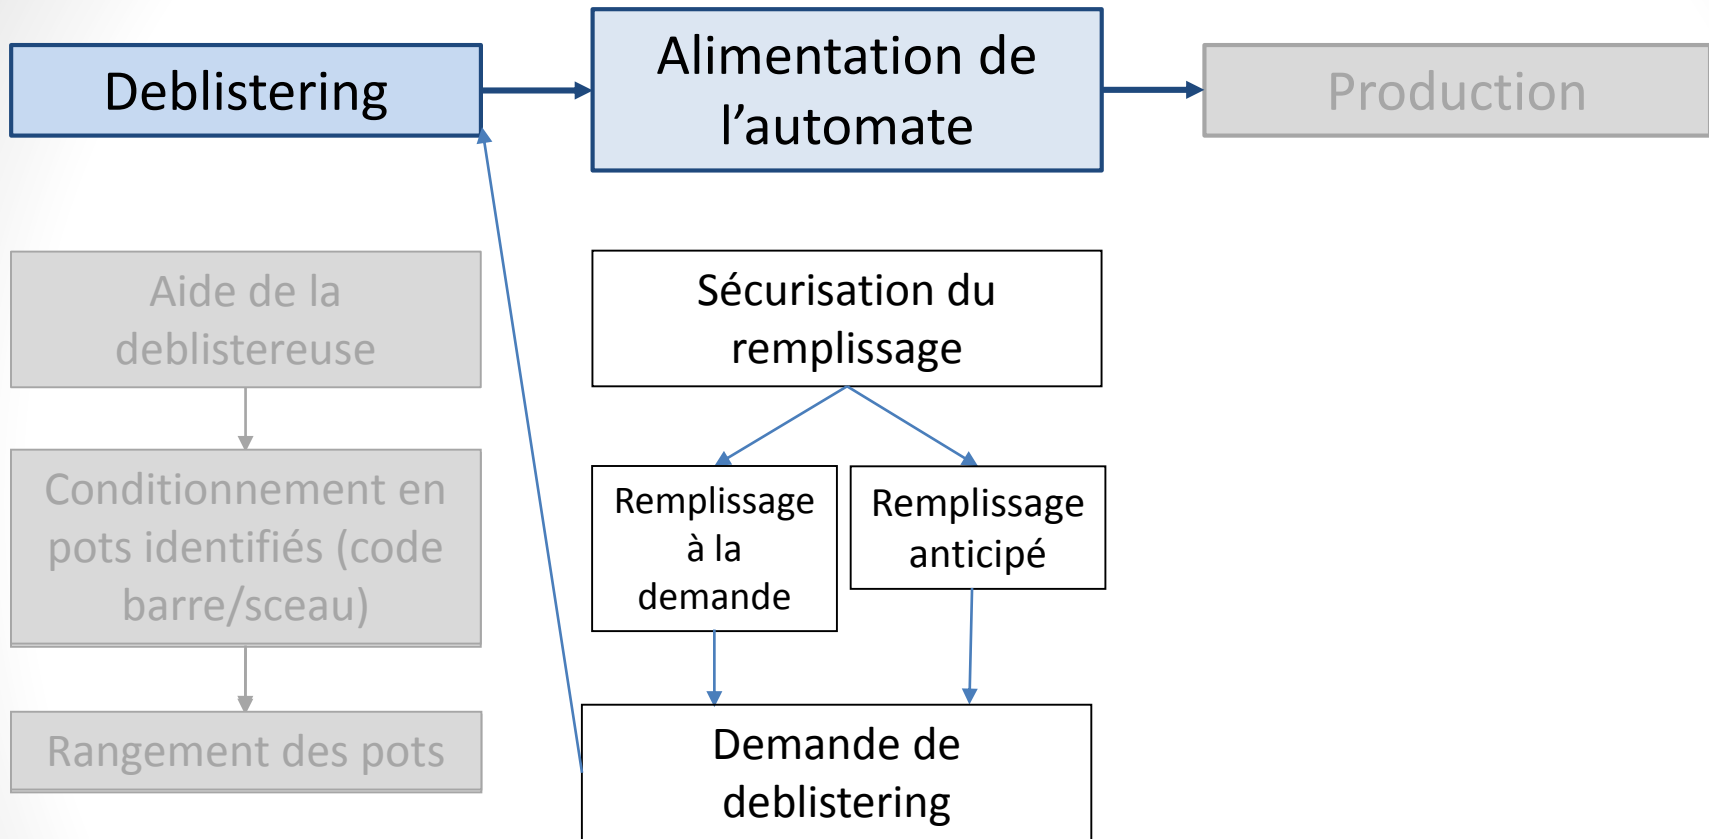 Deblistering
Alimentation de
l’automate
Production
Aide de la
deblistereuse
Conditionnement en
pots identifiés (code
barre/sceau)
Rangement des pots
Sécurisation du
remplissage
Remplissage
à la
demande
Remplissage
anticipé
Demande de
deblistering